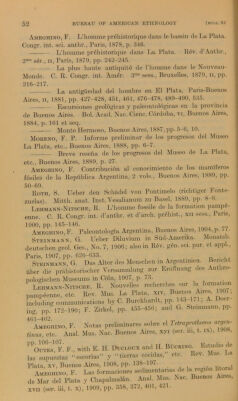 52 BUREAU OF AMERICAN ETHNOLOGY [BULL. 52
AMEGHINO, F. L'homme préhistorique dans le bassin de La Plata.
Congr. int. sci. anthr., Paris, 1878, p. 346.
——— L'homme préhistorique dans La Plata. Rév. d'Anthr.,
2me sér., II, Paris, 1879, 242–245.
——— La plus haute antiquité de l'homme dans le Nouveau-
Monde. C. R. Congr. int. Amér. 3me sess., Bruxelles, 1879, II, pp.
216–217.
——— La antigüedad del hombre en El Plata, Paris-Buenos
Aires, II, 1881, pp. 427–428, 451, 461, 476–478, 489–490, 535.
——— Excursiones geológicas y paleontológicas en la provincia
de Buenos Aires. Bol. Acad. Nac. Cienc. Córdoba, VI, Buenos Aires,
1884, p. 161 et seq.
——— Monte Hermoso, Buenos Aires, 1887, pp. 5–6, 10.
MORENO, F. P. Informe preliminar de los progresos del Museo
La Plata, etc., Buenos Aires, 1888, pp. 6–7.
——— Breve reseña de los progresos del Museo de La Plata,
etc., Buenos Aires, 1889, p. 27.
AMEGHINO, F. Contribución al conocimiento de los mamíferos
fósiles de la República Argentina, 2 vols., Buenos Aires, 1889, pp.
50–69.
ROTH, S. Ueber den Schädel von Pontimelo (richtiger Fonte-
zuelas). Mitth. anat. Inst. Vesalianum zu Basel, 1889, pp. 8–9.
LEHMANN-NITSCHE, R. L'homme fossile de la formation pampé-
enne. C. R. Congr. int. d'anthr. et d'arch. préhist., XII sess., Paris,
1900, pp. 143–146.
AMEGHINO, F. Paleontología Argentina, Buenos Aires, 1904, p. 77.
STEINMANN, G. Ueber Diluvium in Süd-Amerika. Monatsb.
deutschen geol. Ges., No. 7, 1906; also in Rév. gén. sci. pur. et appl.,
Paris, 1907, pp. 626–633.
STEINMANN, G. Das Alter des Menschen in Argentinien. Bericht
über die prähistorischer Versammlung zur Eröffnung des Anthro-
pologischen Museums in Cöln, 1907, p. 73.
LEHMANN-NITSCHE, R. Nouvelles recherches sur la formation
pampéenne, etc. Rev. Mus. La Plata, XIV, Buenos Aires, 1907;
including communications by C. Burckhardt, pp. 143–171; A. Doer-
ing, pp. 172–190; F. Zirkel, pp. 455–456; and G. Steinmann, pp.
461–462.
AMEGHINO, F. Notas preliminares sobre el Tetraprothomo argen-
tinus, etc. Anal. Mus. Nac. Buenos Aires, XVI (ser. iii, t. IX), 1908,
pp. 106–107.
OUTES, F. F., with E. H. DUCLOUX and H. BÜCKING. Estudio de
las supuestas "escorias" y "tierras cocidas," etc. Rev. Mus. La
Plata, XV, Buenos Aires, 1908, pp. 138–197.
AMEGHINO, F. Las formaciones sedimentarias de la región litoral
de Mar del Plata y Chapalmalán. Anal. Mus. Nac. Buenos Aires,
XVII (ser. iii, t. X), 1909, pp. 358, 372, 401, 421.